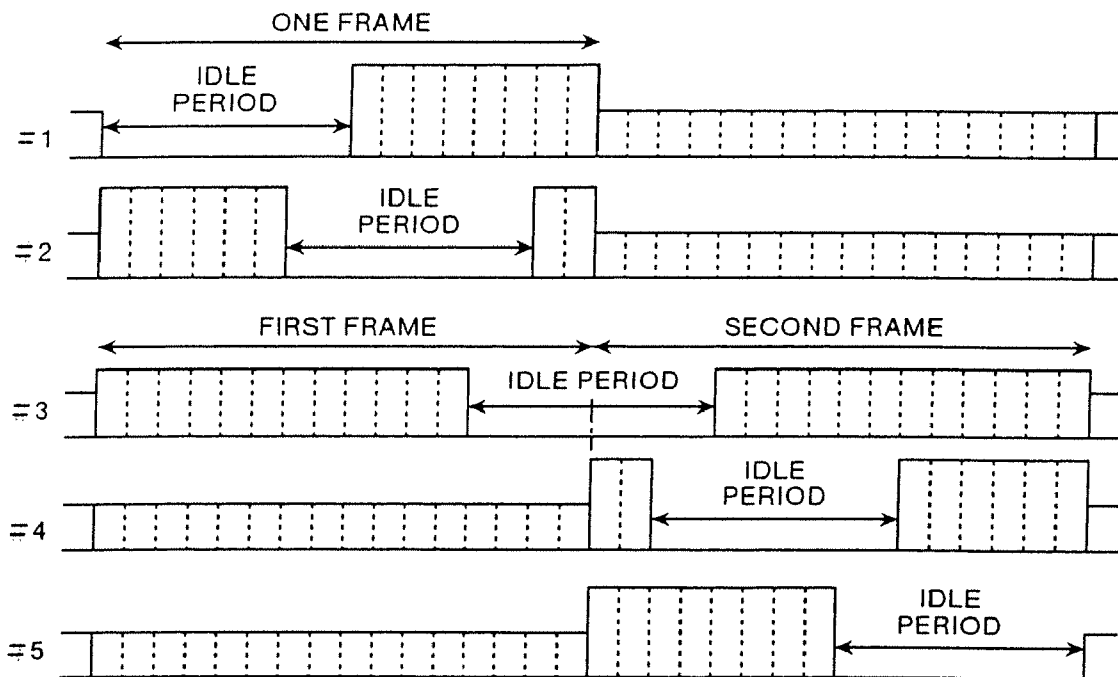 ONE FRAME
IDLE
PERIOD
=1
IDLE
PERIOD
=2
FIRST FRAME
SECOND FRAME
IDLE PERIOD
=3
IDLE
PERIOD
=4
IDLE
PERIOD
=5